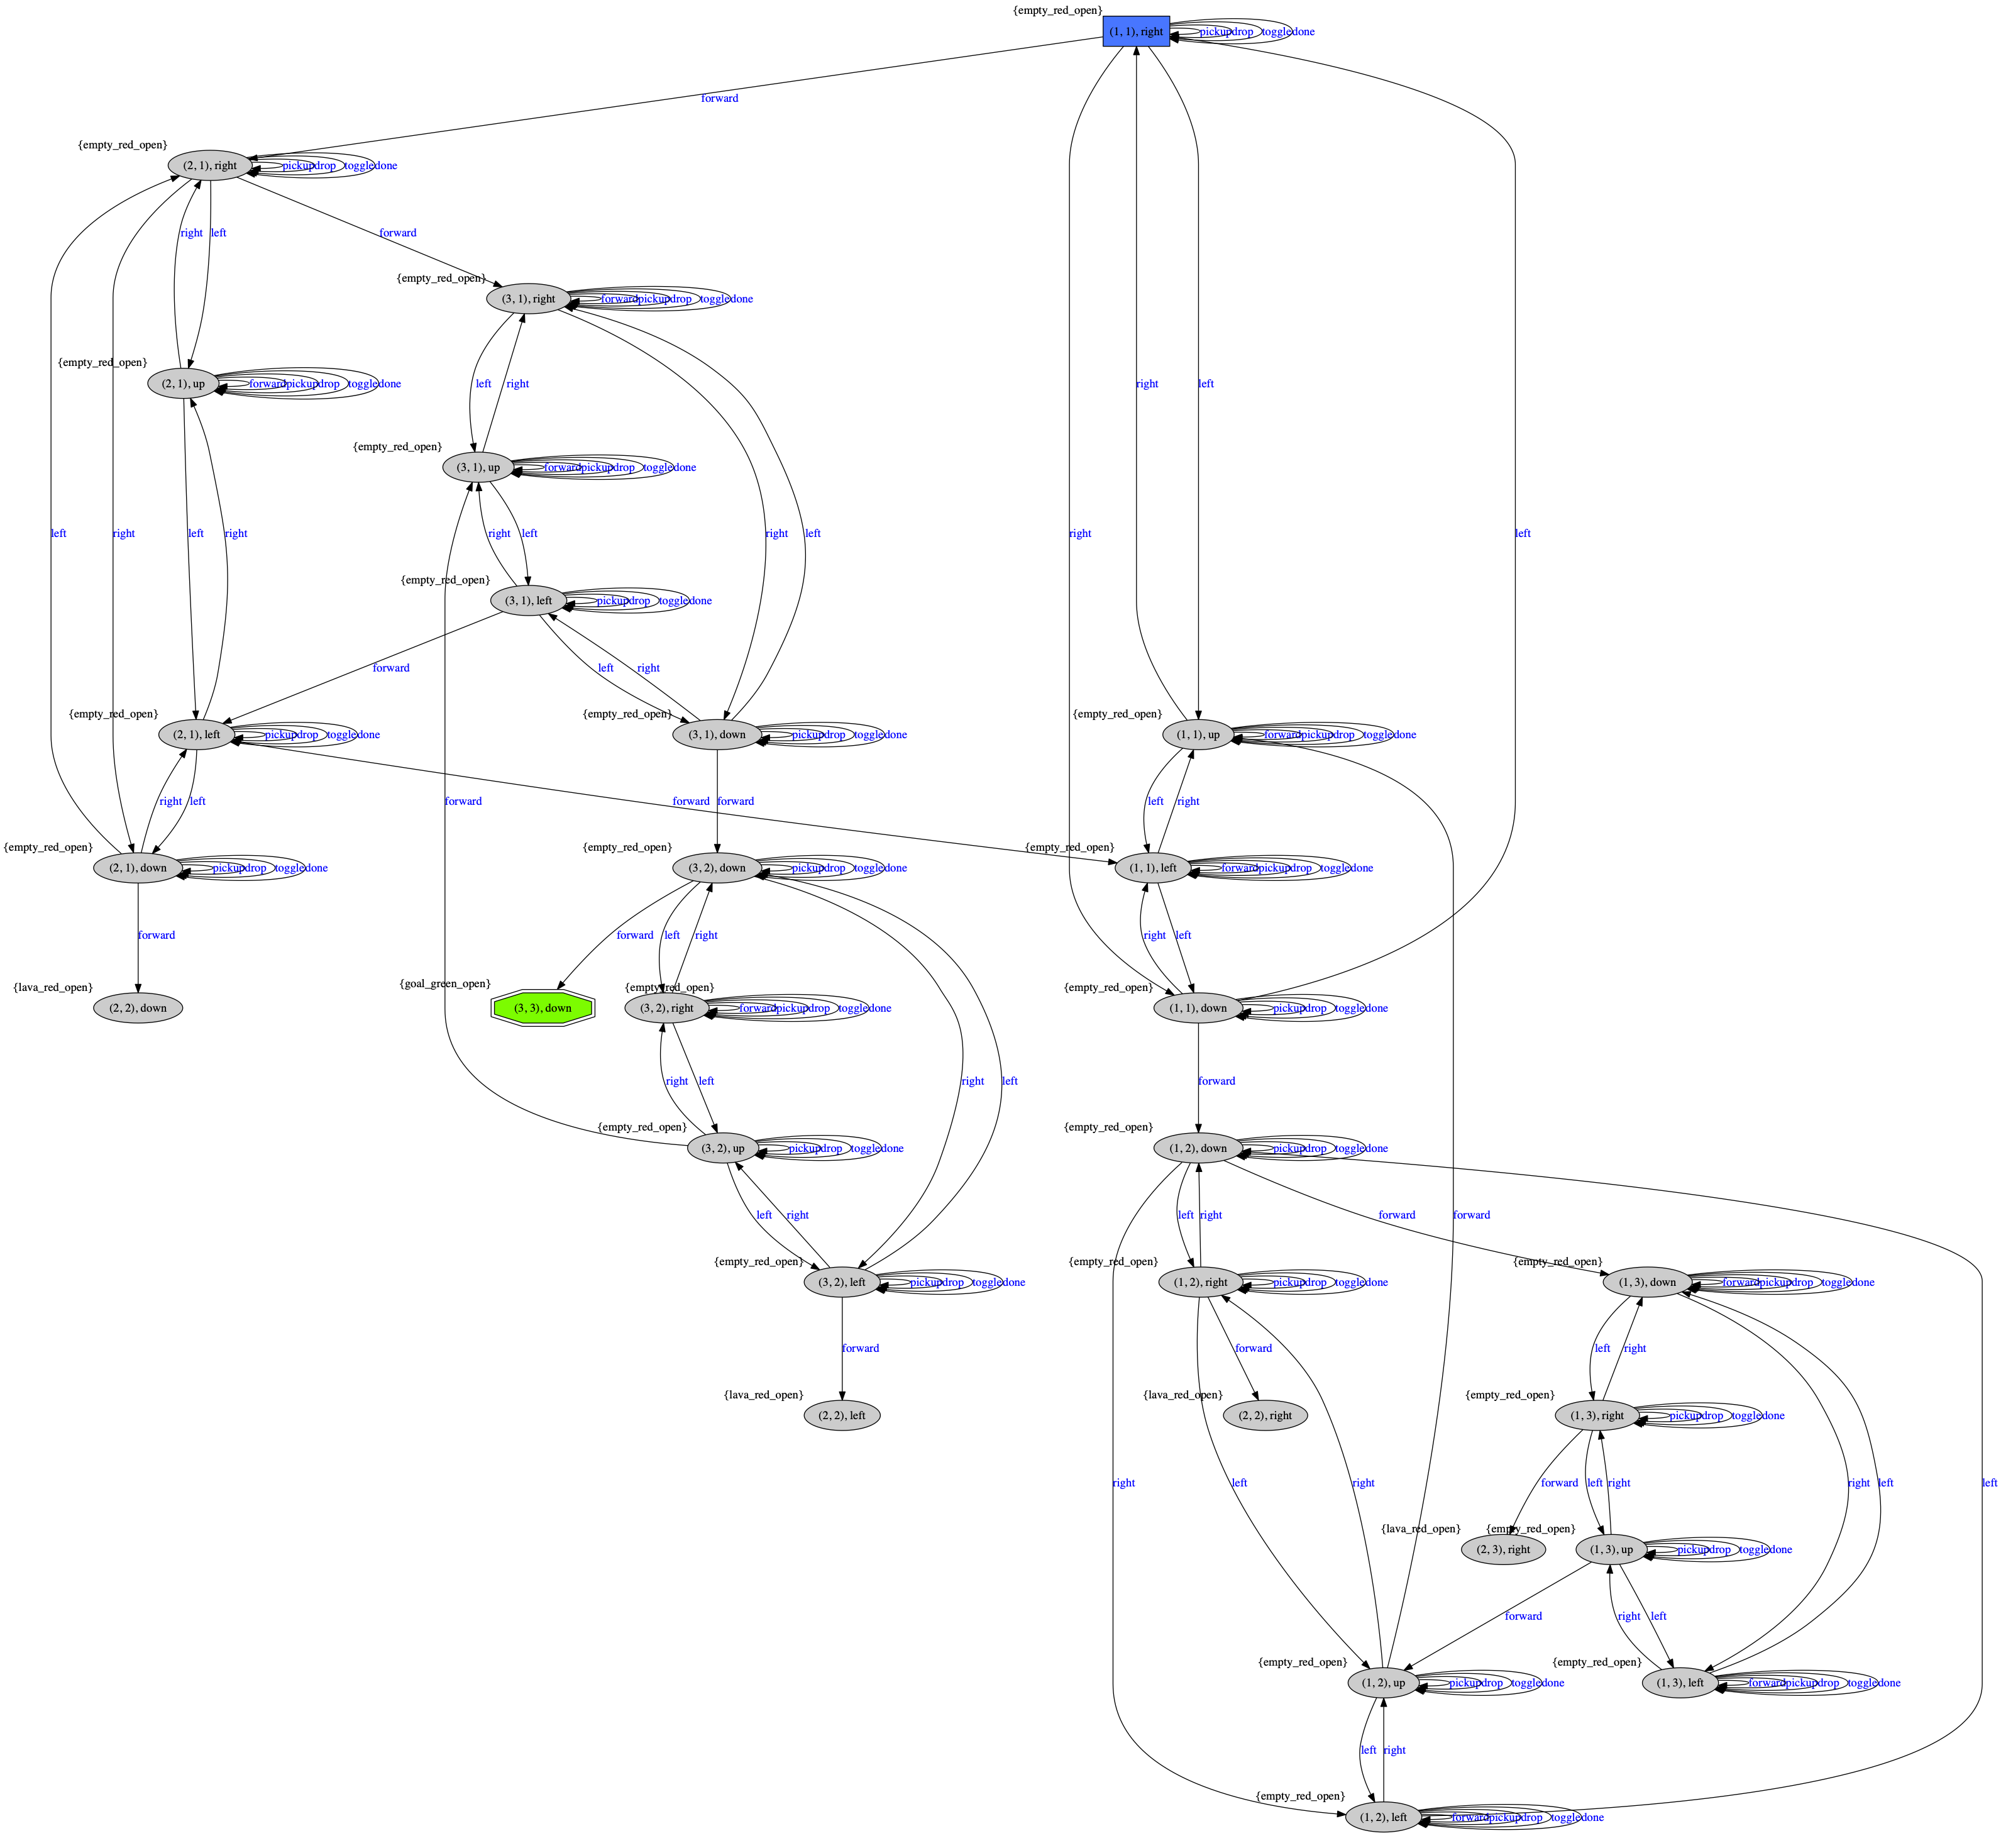 {empty_red_open}
(1, 1), right
pickup
drop
toggle
done
forward
{empty_red_open}
(2, 1), right
pickup
drop
toggle
done
right
left
forward
{empty_red_open}
(3, 1), right
forward
pickup
drop
toggle
done
{empty_red_open}
(2, 1), up
forward
pickup
drop
toggle
done
left
right
right
left
{empty_red_open}
(3, 1), up
forward
pickup
drop
toggle
done
left
right
left
right
right
left
right
left
right
left
{empty_red_open}
(3, 1), left
pickup
drop
toggle
done
forward
left
right
{empty_red_open}
(2, 1), left
pickup
drop
toggle
done
{empty_red_open}
(3, 1), down
pickup
drop
toggle
done
{empty_red_open}
(1, 1), up
forward
pickup
drop
toggle
done
right
left
forward
forward
forward
left
right
{empty_red_open}
(2, 1), down
pickup
drop
toggle
done
{empty_red_open}
(3, 2), down
pickup
drop
toggle
done
{empty_red_open}
(1, 1), left
forward
pickup
drop
toggle
done
forward
forward
left
right
right
left
{lava_red_open}
(2, 2), down
{goal_green_open}
(3, 3), down
{empty_red_open}
(3, 2), right
forward
pickup
drop
toggle
done
{empty_red_open}
(1, 1), down
pickup
drop
toggle
done
right
left
right
left
forward
{empty_red_open}
(3, 2), up
pickup
drop
toggle
done
{empty_red_open}
(1, 2), down
pickup
drop
toggle
done
left
right
left
right
forward
forward
{empty_red_open}
(3, 2), left
pickup
drop
toggle
done
{empty_red_open}
(1, 2), right
pickup
drop
toggle
done
{empty_red_open}
(1, 3), down
forward
pickup
drop
toggle
done
forward
forward
left
right
{lava_red_open}
(2, 2), left
{lava_red_open}
(2, 2), right
{empty_red_open}
(1, 3), right
pickup
drop
toggle
done
right
left
right
forward
left
right
right
left
left
{lava_red_open}
(2, 3), right
{empty_red_open}
(1, 3), up
pickup
drop
toggle
done
forward
right
left
{empty_red_open}
(1, 2), up
pickup
drop
toggle
done
{empty_red_open}
(1, 3), left
forward
pickup
drop
toggle
done
left
right
{empty_red_open}
(1, 2), left
forward
pickup
drop
toggle
done